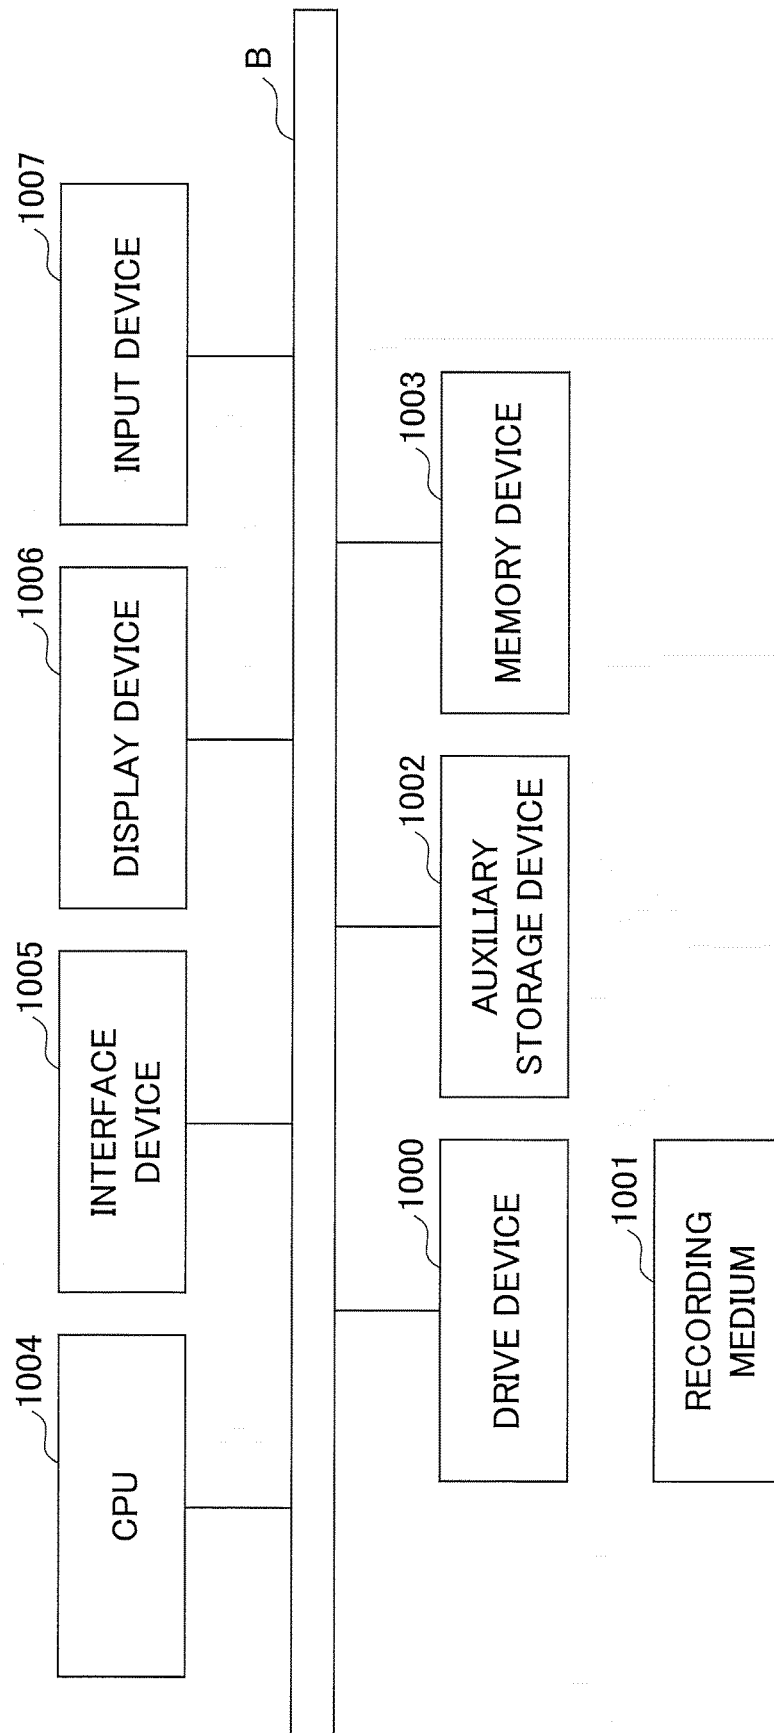 1004
CPU
1005
INTERFACE
DEVICE
1006
DISPLAY DEVICE
1007
INPUT DEVICE
B
1000
DRIVE DEVICE
1002
AUXILIARY
STORAGE DEVICE
1003
MEMORY DEVICE
1001
RECORDING
MEDIUM